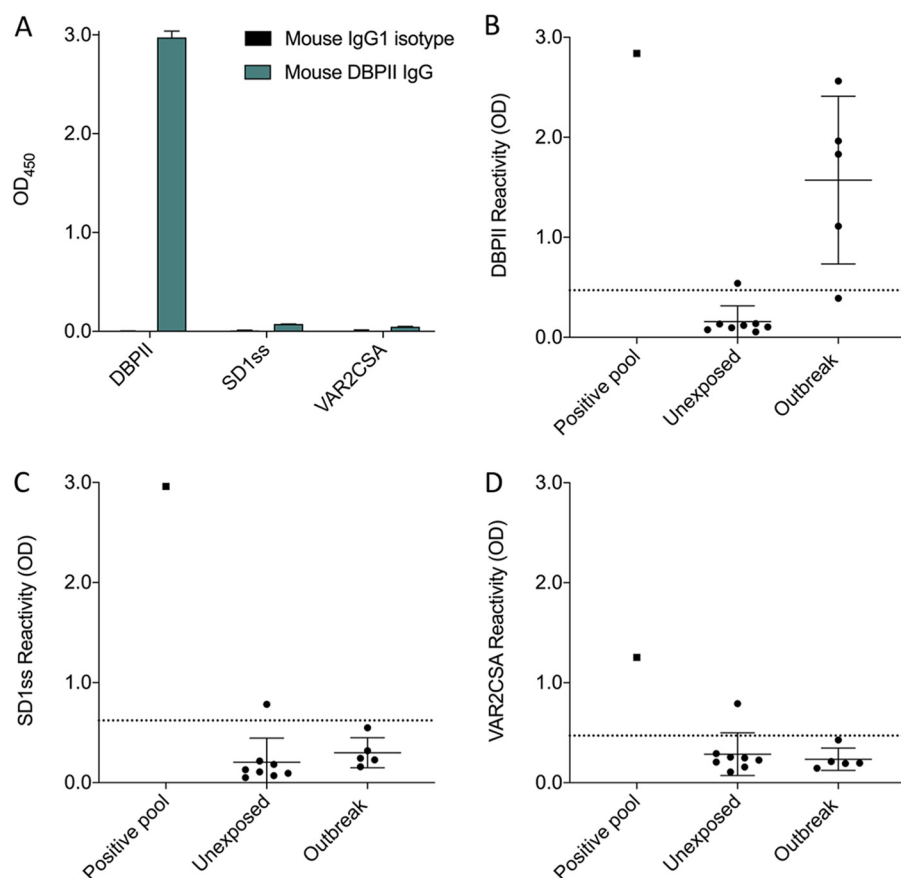 A
OD450
3.0
2.0
1.0
0.0
Mouse IgG1 isotype
Mouse DBPII IgG
DBPII
SD1ss
VAR2CSA
B
DBPII Reactivity (OD)
3.0
2.0
1.0
0.0
Positive pool
Unexposed
Outbreak
C
SD1ss Reactivity (OD)
3.0
2.0
1.0
0.0
Positive pool
Unexposed
Outbreak
D
VAR2CSA Reactivity (OD)
3.0
2.0
1.0
0.0
Positive pool
Unexposed
Outbreak